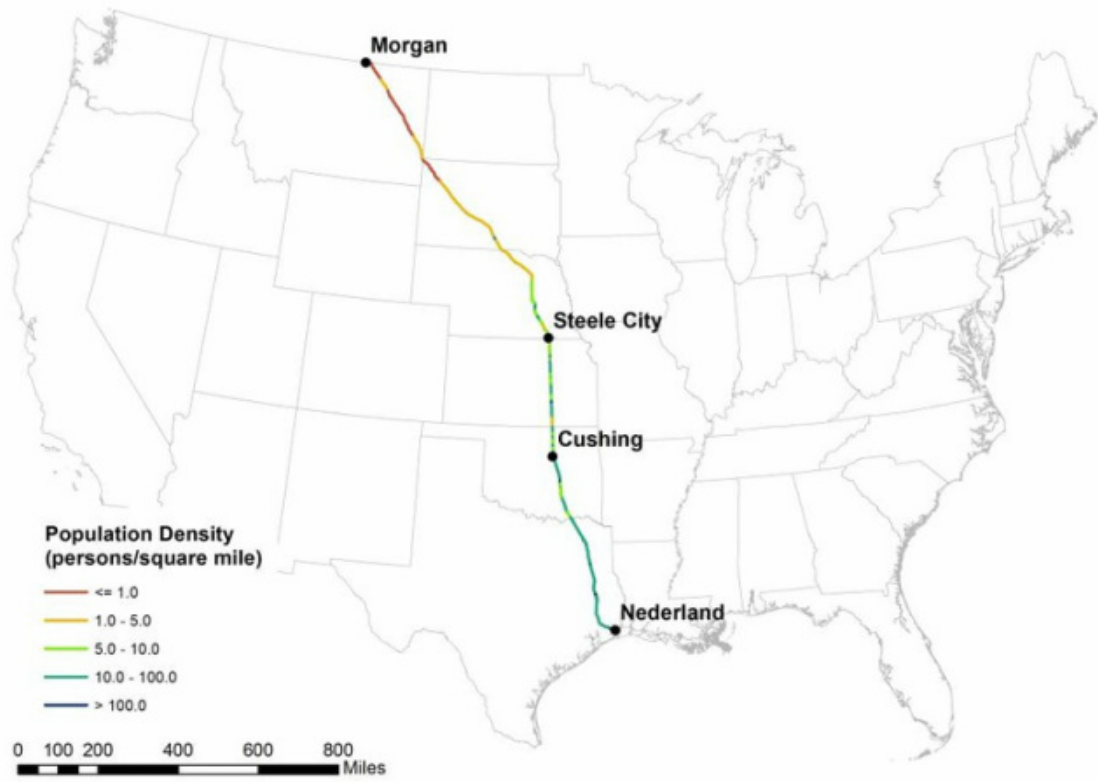 Morgan
Steele City
Cushing
Nederland
Population Density
(persons/square mile)
<= 1.0
1.0 - 5.0
5.0 - 10.0
10.0 - 100.0
> 100.0
0 100 200 400 600 800
Miles